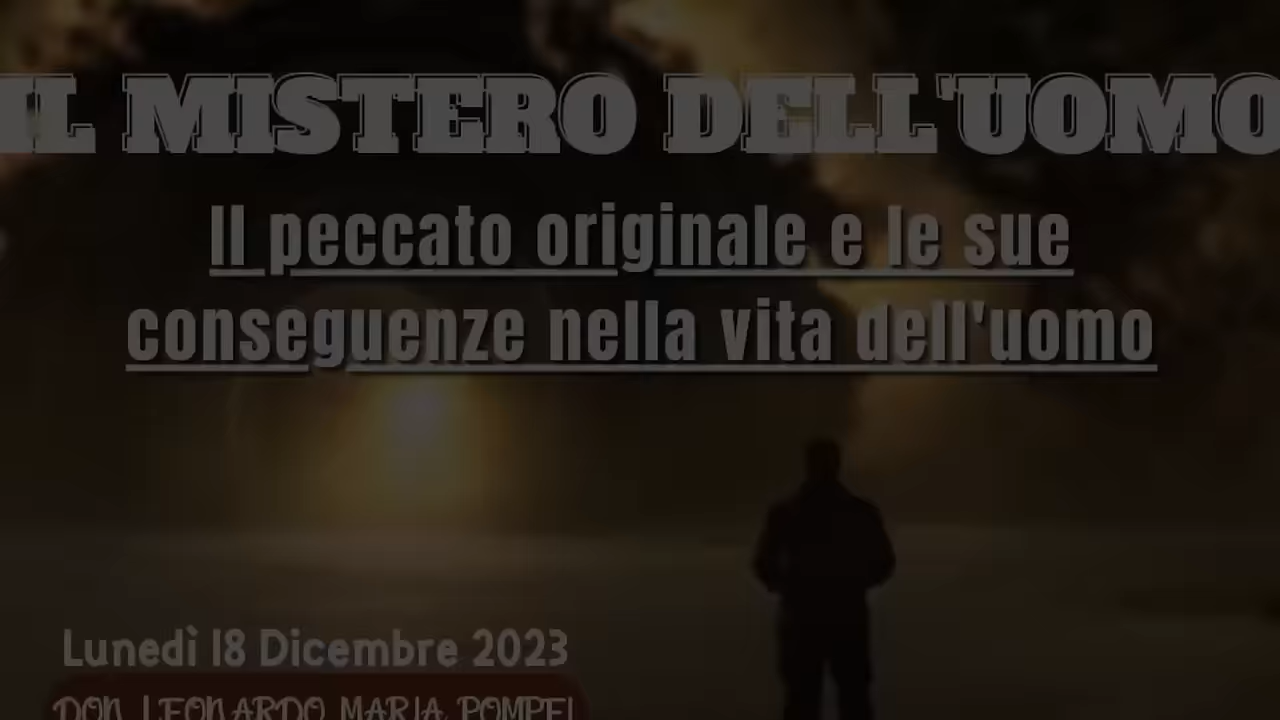 IL MISTERO DELL'UOMO
Il peccato originale e le sue
conseguenze nella vita dell'uomo
Lunedì 18 Dicembre 2023
DON LEONARDO MARIA POMPEI